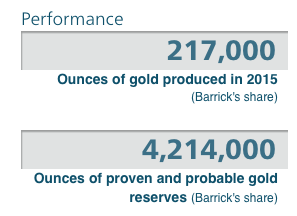 Performance
217,000
Ounces of gold produced in 2015
(Barrick's share)
4,214,000
Ounces of proven and probable gold
reserves (Barrick's share)